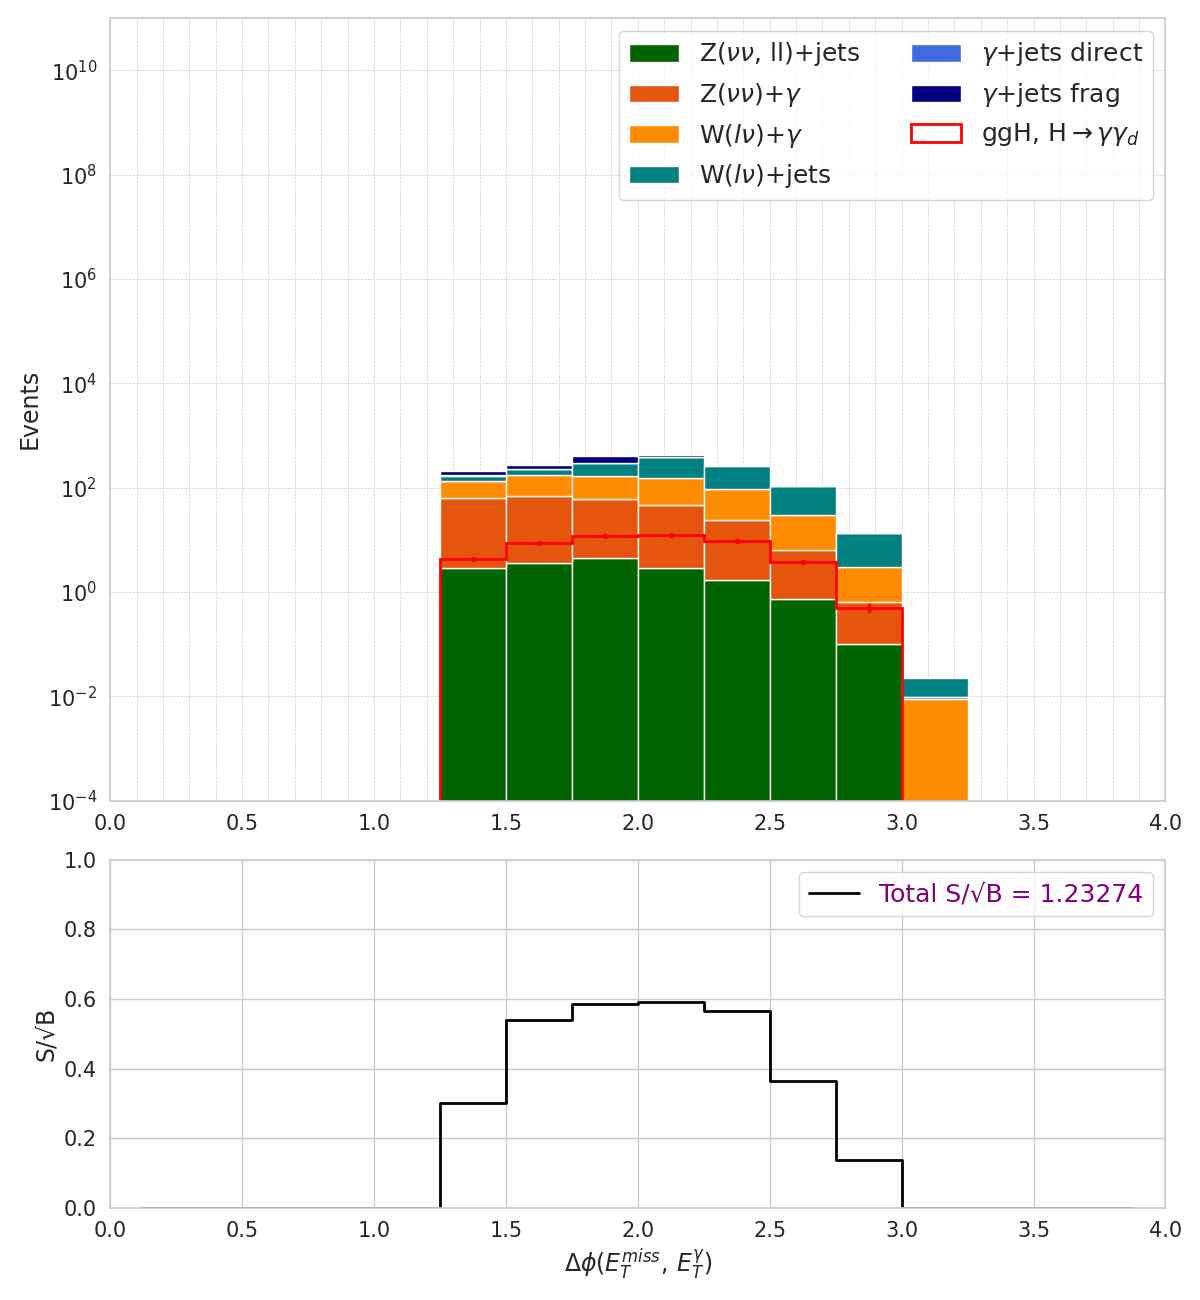 Z(νν, ll)+jets
Z(νν)+γ
W(lν)+γ
W(lν)+jets
γ+jets direct
γ+jets frag
ggH, H→γγ_d
Events
10^10
10^8
10^6
10^4
10^2
10^0
10^−2
10^−4
0.0 0.5 1.0 1.5 2.0 2.5 3.0 3.5 4.0
Total S/√B = 1.23274
S/√B
1.0
0.8
0.6
0.4
0.2
0.0
0.0 0.5 1.0 1.5 2.0 2.5 3.0 3.5 4.0
Δϕ(E_T^miss, E_T^γ)